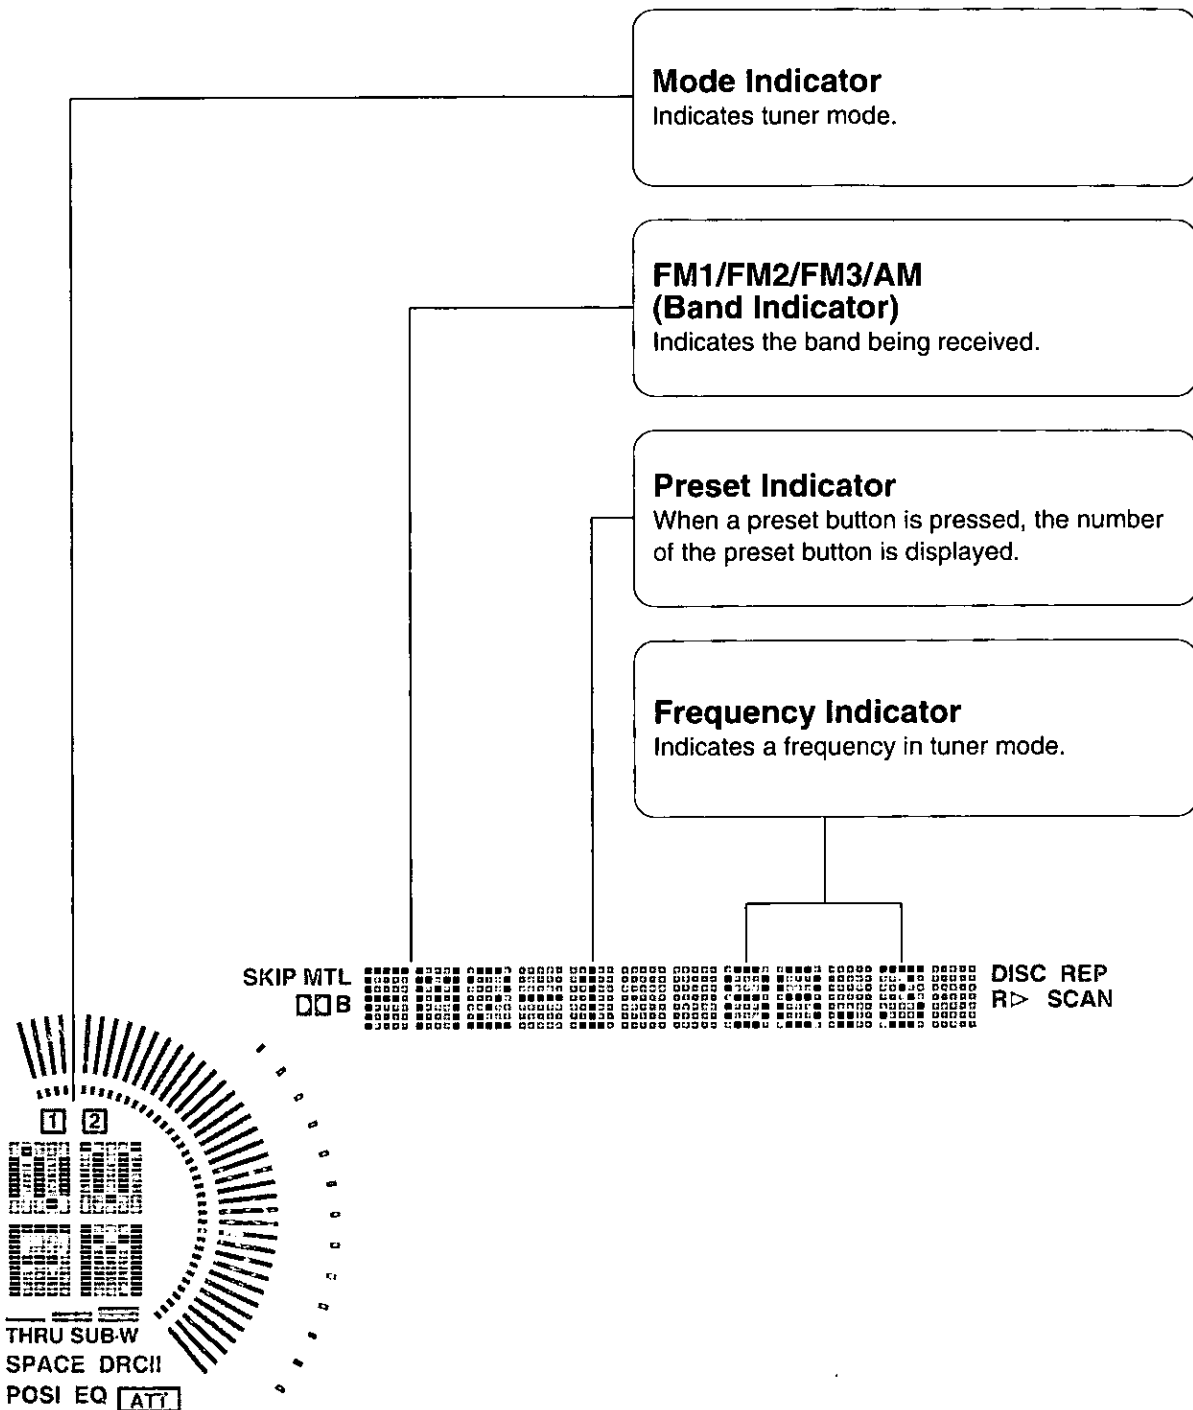 Mode Indicator
Indicates tuner mode.
FM1/FM2/FM3/AM
(Band Indicator)
Indicates the band being received.
Preset Indicator
When a preset button is pressed, the number
of the preset button is displayed.
Frequency Indicator
Indicates a frequency in tuner mode.
SKIP MTL
B
DISC REP
R▷ SCAN
1 2
THRU SUB-W
SPACE DRCII
POSI EQ ATT